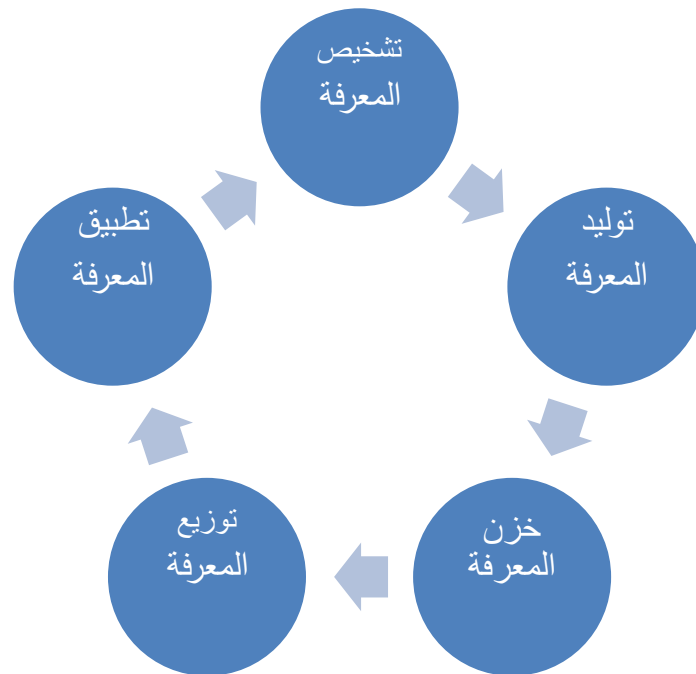 تشخيص
المعرفة
توليد
المعرفة
خزن
المعرفة
توزيع
المعرفة
تطبيق
المعرفة